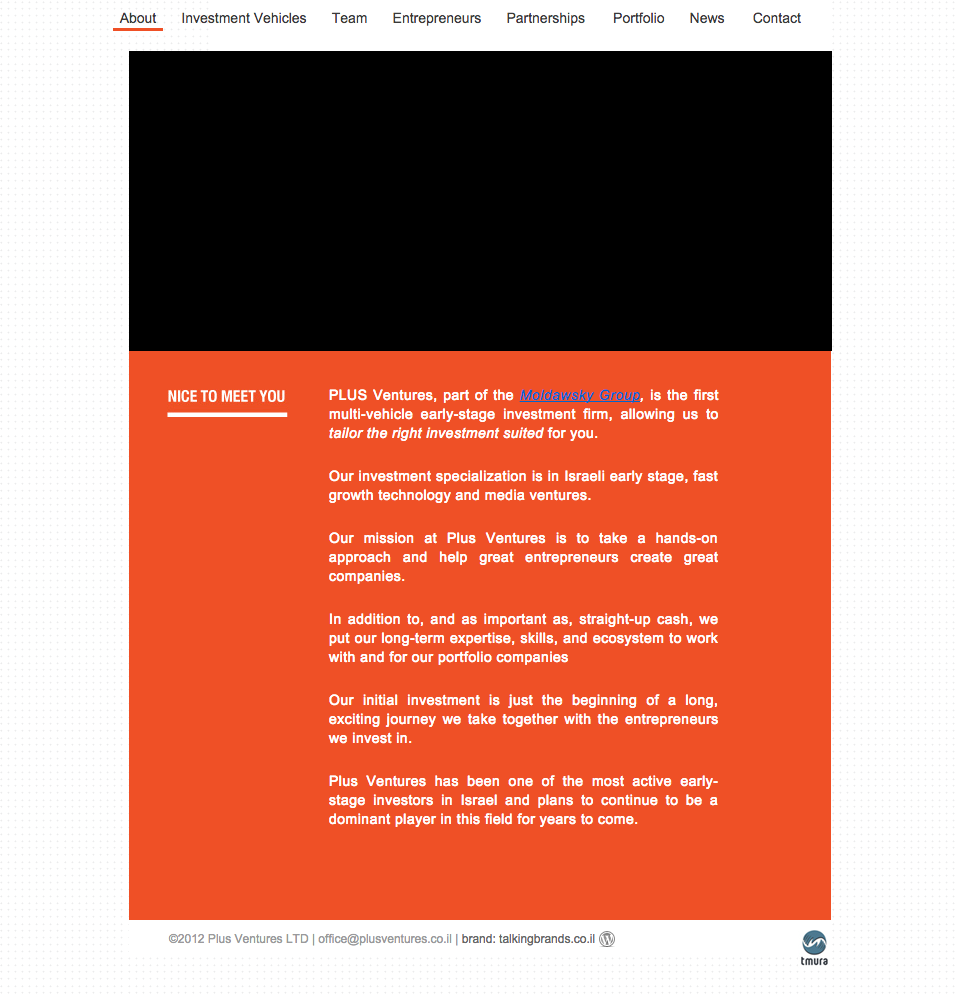 About Investment Vehicles Team Entrepreneurs Partnerships Portfolio News Contact
NICE TO MEET YOU
PLUS Ventures, part of the Moldawsky Group, is the first
multi-vehicle early-stage investment firm, allowing us to
tailor the right investment suited for you.
Our investment specialization is in Israeli early stage, fast
growth technology and media ventures.
Our mission at Plus Ventures is to take a hands-on
approach and help great entrepreneurs create great
companies.
In addition to, and as important as, straight-up cash, we
put our long-term expertise, skills, and ecosystem to work
with and for our portfolio companies
Our initial investment is just the beginning of a long,
exciting journey we take together with the entrepreneurs
we invest in.
Plus Ventures has been one of the most active early-
stage investors in Israel and plans to continue to be a
dominant player in this field for years to come.
©2012 Plus Ventures LTD | office@plusventures.co.il | brand: talkingbrands.co.il
tmura